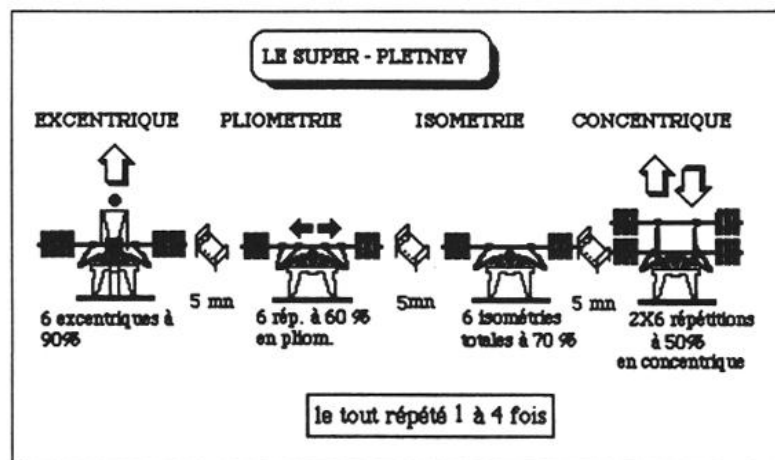 LE SUPER - PLETNEV
EXCENTRIQUE PLIOMETRIE ISOMETRIE CONCENTRIQUE
5 mn 5mn 5 mn
6 excentriques à
90%
6 rép. à 60 %
en pliom.
6 isométries
totales à 70 %
2X6 répétitions
à 50%
en concentrique
le tout répété 1 à 4 fois